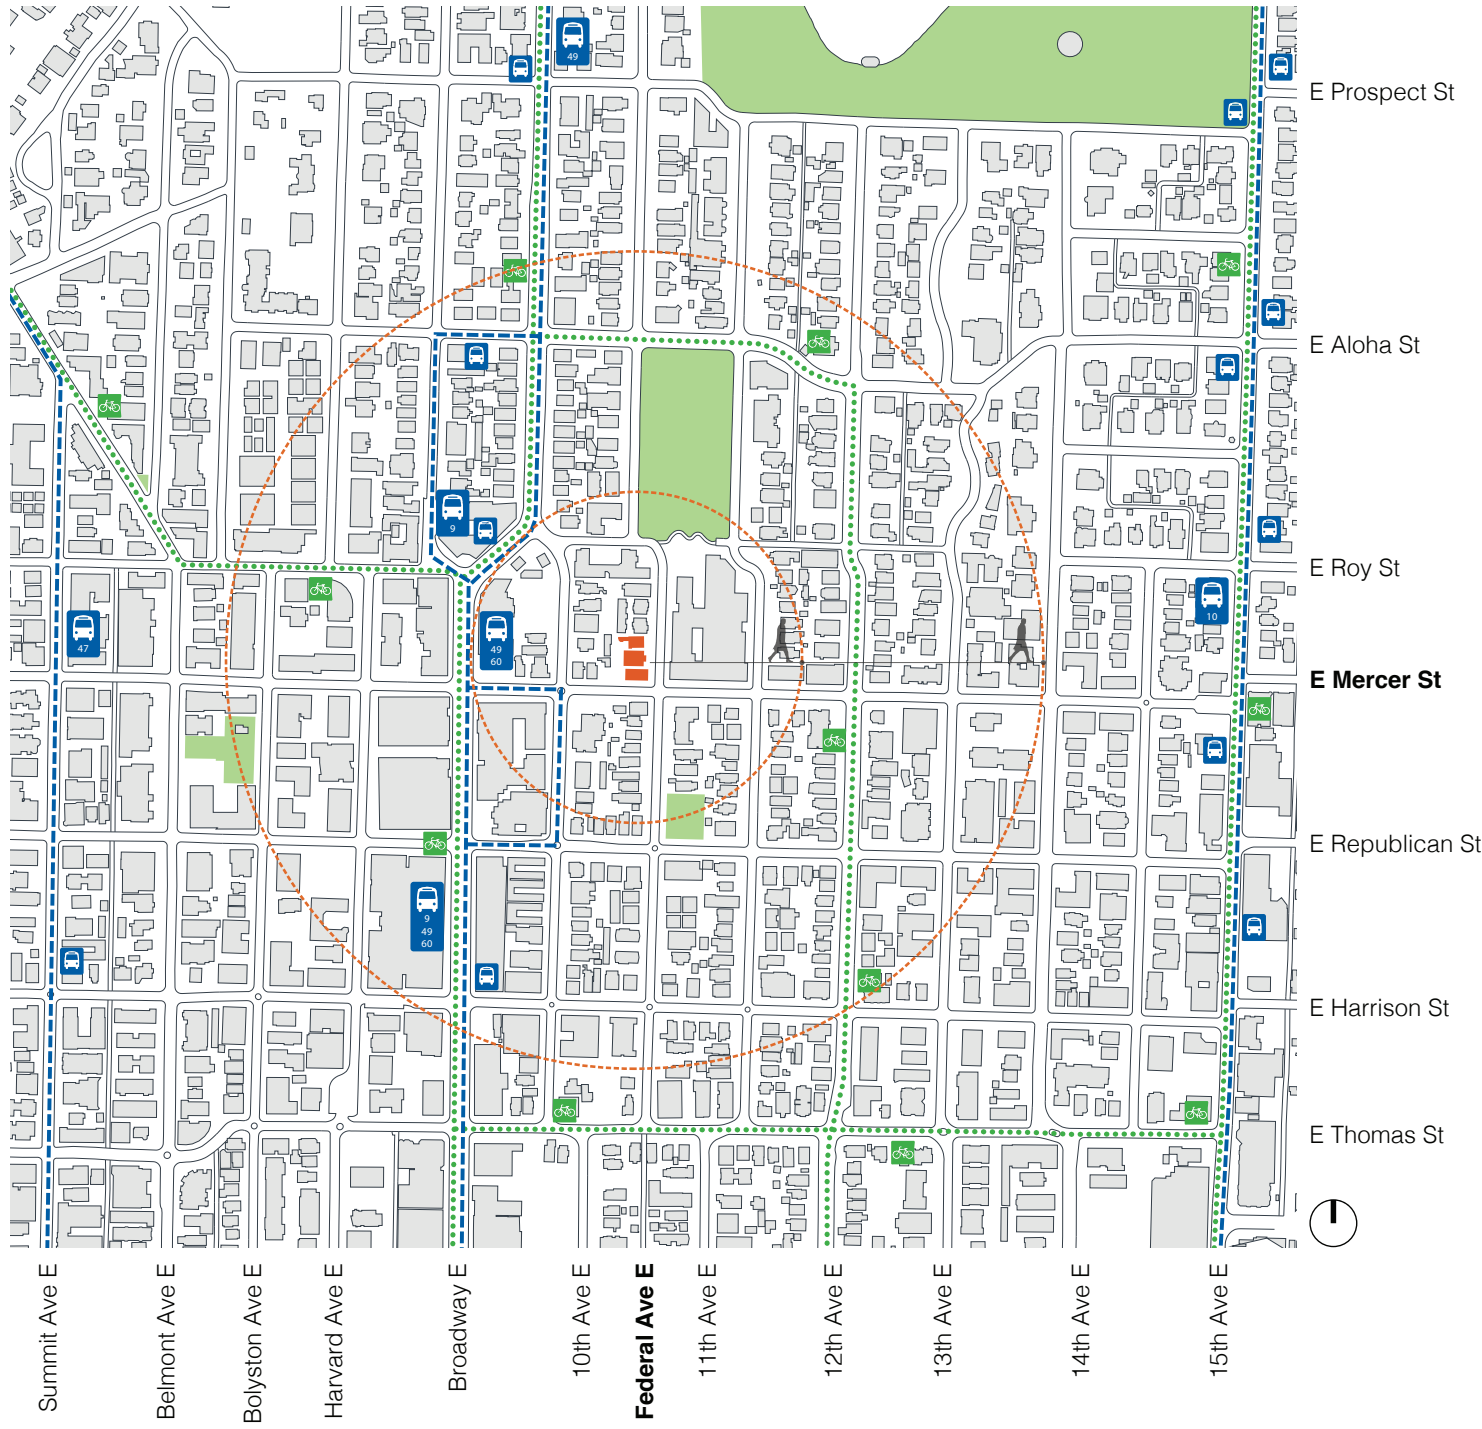 49
E Prospect St
E Aloha St
9
E Roy St
10
47
49
60
E Mercer St
E Republican St
9
49
60
E Harrison St
E Thomas St
Summit Ave E
Belmont Ave E
Bolyston Ave E
Harvard Ave E
Broadway E
10th Ave E
Federal Ave E
11th Ave E
12th Ave E
13th Ave E
14th Ave E
15th Ave E